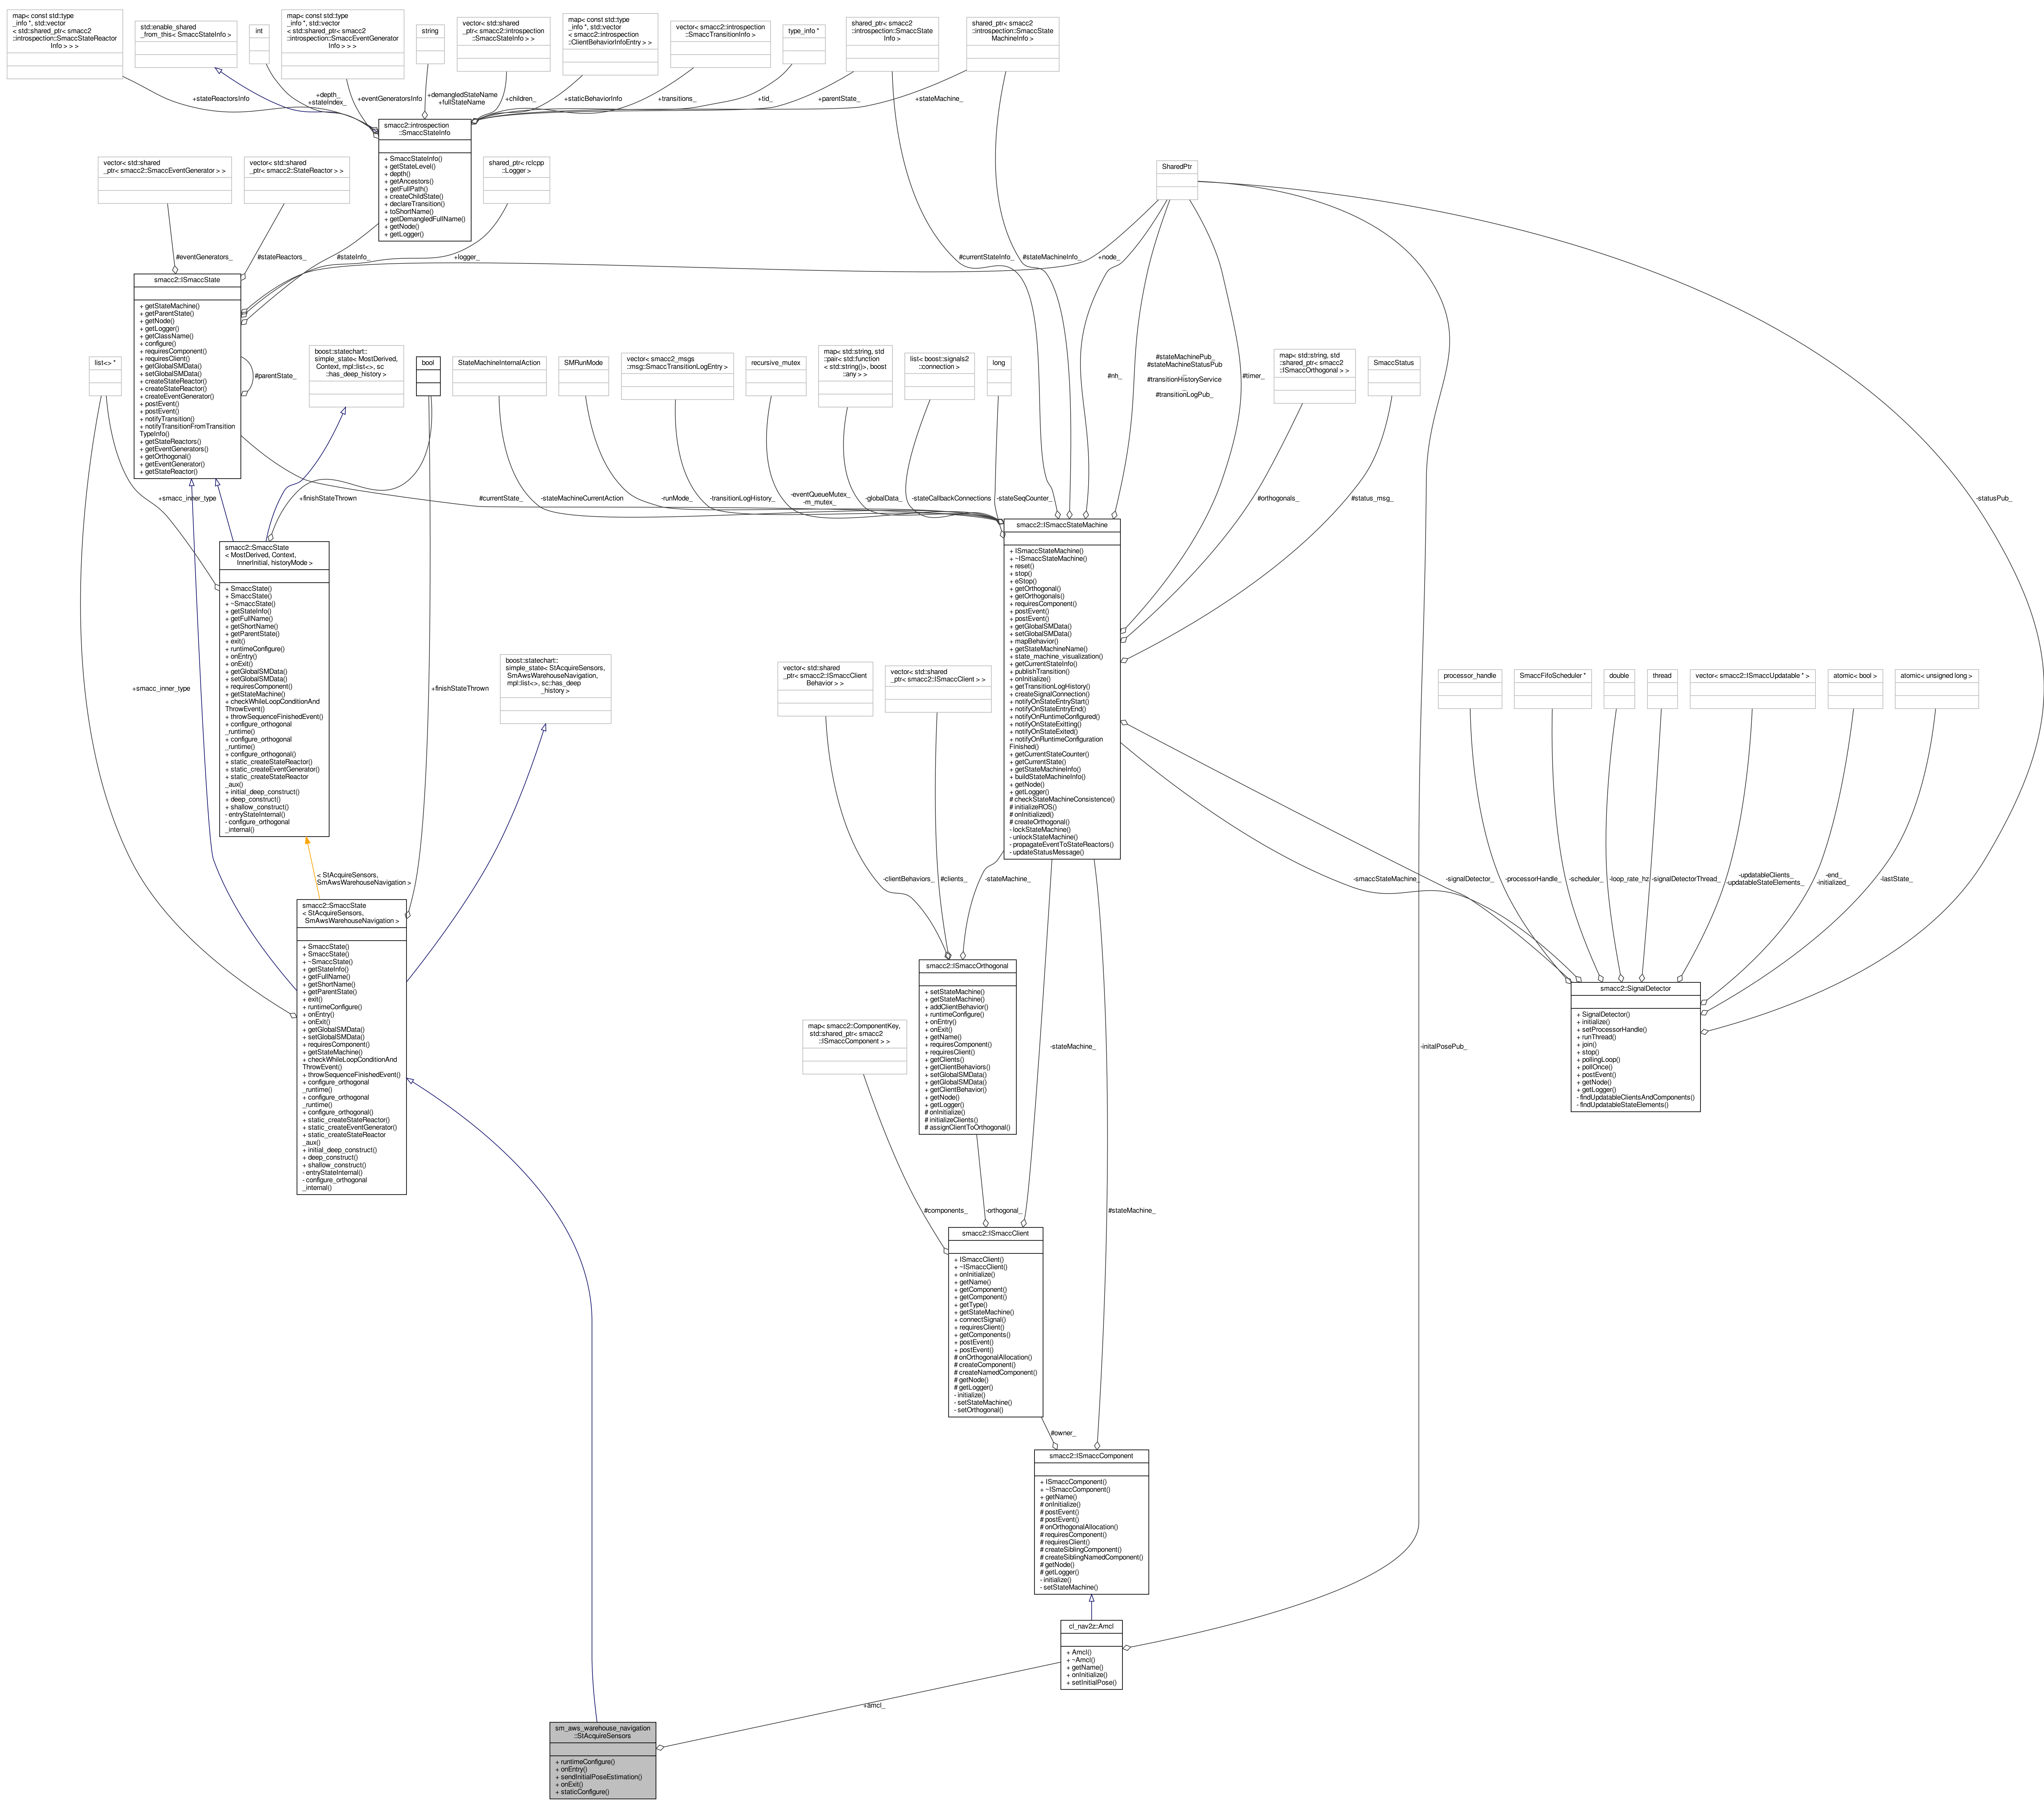 map< const std::type
_info *, std::vector
< std::shared_ptr< smacc2
::introspection::SmaccStateReactor
Info > > >
std::enable_shared
_from_this< SmaccStateInfo >
int
map< const std::type
_info *, std::vector
< std::shared_ptr< smacc2
::introspection::SmaccEventGenerator
Info > > >
string
vector< std::shared
_ptr< smacc2::introspection
::SmaccStateInfo > >
map< const std::type
_info *, std::vector
< smacc2::introspection
::ClientBehaviorInfoEntry > >
vector< smacc2::introspection
::SmaccTransitionInfo >
type_info *
shared_ptr< smacc2
::introspection::SmaccState
Info >
shared_ptr< smacc2
::introspection::SmaccState
MachineInfo >
+stateReactorsInfo
+depth_
+stateIndex_
+eventGeneratorsInfo
+demangledStateName
+fullStateName
+children_
+staticBehaviorInfo
+transitions_
+tid_
+parentState_
+stateMachine_
smacc2::introspection
::SmaccStateInfo
+ SmaccStateInfo()
+ getStateLevel()
+ depth()
+ getAncestors()
+ getFullPath()
+ createChildState()
+ declareTransition()
+ toShortName()
+ getDemangledFullName()
+ getNode()
+ getLogger()
vector< std::shared
_ptr< smacc2::SmaccEventGenerator > >
vector< std::shared
_ptr< smacc2::StateReactor > >
shared_ptr< rclcpp
::Logger >
SharedPtr
#eventGenerators_
#stateReactors_
#stateInfo_
+logger_
#currentStateInfo_
#stateMachineInfo_
+node_
smacc2::ISmaccState
+ getStateMachine()
+ getParentState()
+ getNode()
+ getLogger()
+ getClassName()
+ configure()
+ requiresComponent()
+ requiresClient()
+ getGlobalSMData()
+ setGlobalSMData()
+ createStateReactor()
+ createStateReactor()
+ createEventGenerator()
+ postEvent()
+ postEvent()
+ notifyTransition()
+ notifyTransitionFromTransition
TypeInfo()
+ getStateReactors()
+ getEventGenerators()
+ getOrthogonal()
+ getEventGenerator()
+ getStateReactor()
#parentState_
list<> *
boost::statechart::
simple_state< MostDerived,
Context, mpl::list<>, sc
::has_deep_history >
bool
StateMachineInternalAction
SMRunMode
vector< smacc2_msgs
::msg::SmaccTransitionLogEntry >
recursive_mutex
map< std::string, std
::pair< std::function
< std::string()>, boost
::any > >
list< boost::signals2
::connection >
long
#nh_
#stateMachinePub_
#stateMachineStatusPub
_
#transitionHistoryService
_
#transitionLogPub_
#timer_
map< std::string, std
::shared_ptr< smacc2
::ISmaccOrthogonal > >
SmaccStatus
+smacc_inner_type
+finishStateThrown
#currentState_
-stateMachineCurrentAction
-runMode_
-transitionLogHistory_
-eventQueueMutex_
-m_mutex_
-globalData_
-stateCallbackConnections
-stateSeqCounter_
#orthogonals_
#status_msg_
-statusPub_
smacc2::ISmaccStateMachine
+ ISmaccStateMachine()
+ ~ISmaccStateMachine()
+ reset()
+ stop()
+ eStop()
+ getOrthogonal()
+ getOrthogonals()
+ requiresComponent()
+ postEvent()
+ postEvent()
+ getGlobalSMData()
+ setGlobalSMData()
+ mapBehavior()
+ getStateMachineName()
+ state_machine_visualization()
+ getCurrentStateInfo()
+ publishTransition()
+ onInitialize()
+ getTransitionLogHistory()
+ createSignalConnection()
+ notifyOnStateEntryStart()
+ notifyOnStateEntryEnd()
+ notifyOnRuntimeConfigured()
+ notifyOnStateExitting()
+ notifyOnStateExited()
+ notifyOnRuntimeConfiguration
Finished()
+ getCurrentStateCounter()
+ getCurrentState()
+ getStateMachineInfo()
+ buildStateMachineInfo()
+ getNode()
+ getLogger()
# checkStateMachineConsistence()
# initializeROS()
# onInitialized()
# createOrthogonal()
- lockStateMachine()
- unlockStateMachine()
- propagateEventToStateReactors()
- updateStatusMessage()
smacc2::SmaccState
< MostDerived, Context,
InnerInitial, historyMode >
+ SmaccState()
+ SmaccState()
+ ~SmaccState()
+ getStateInfo()
+ getFullName()
+ getShortName()
+ getParentState()
+ exit()
+ runtimeConfigure()
+ onEntry()
+ onExit()
+ getGlobalSMData()
+ setGlobalSMData()
+ requiresComponent()
+ getStateMachine()
+ checkWhileLoopConditionAnd
ThrowEvent()
+ throwSequenceFinishedEvent()
+ configure_orthogonal
_runtime()
+ configure_orthogonal
_runtime()
+ configure_orthogonal()
+ static_createStateReactor()
+ static_createEventGenerator()
+ static_createStateReactor
_aux()
+ initial_deep_construct()
+ deep_construct()
+ shallow_construct()
- entryStateInternal()
- configure_orthogonal
_internal()
boost::statechart::
simple_state< StAcquireSensors,
SmAwsWarehouseNavigation,
mpl::list<>, sc::has_deep
_history >
+smacc_inner_type
+finishStateThrown
vector< std::shared
_ptr< smacc2::ISmaccClient
Behavior > >
vector< std::shared
_ptr< smacc2::ISmaccClient > >
processor_handle
SmaccFifoScheduler *
double
thread
vector< smacc2::ISmaccUpdatable * >
atomic< bool >
atomic< unsigned long >
< StAcquireSensors,
SmAwsWarehouseNavigation >
-clientBehaviors_
#clients_
-stateMachine_
-smaccStateMachine_
-signalDetector_
-processorHandle_
-scheduler_
-loop_rate_hz
-signalDetectorThread_
-updatableClients_
-updatableStateElements_
-end_
-initialized_
-lastState_
smacc2::SmaccState
< StAcquireSensors,
SmAwsWarehouseNavigation >
+ SmaccState()
+ SmaccState()
+ ~SmaccState()
+ getStateInfo()
+ getFullName()
+ getShortName()
+ getParentState()
+ exit()
+ runtimeConfigure()
+ onEntry()
+ onExit()
+ getGlobalSMData()
+ setGlobalSMData()
+ requiresComponent()
+ getStateMachine()
+ checkWhileLoopConditionAnd
ThrowEvent()
+ throwSequenceFinishedEvent()
+ configure_orthogonal
_runtime()
+ configure_orthogonal
_runtime()
+ configure_orthogonal()
+ static_createStateReactor()
+ static_createEventGenerator()
+ static_createStateReactor
_aux()
+ initial_deep_construct()
+ deep_construct()
+ shallow_construct()
- entryStateInternal()
- configure_orthogonal
_internal()
smacc2::ISmaccOrthogonal
+ setStateMachine()
+ getStateMachine()
+ addClientBehavior()
+ runtimeConfigure()
+ onEntry()
+ onExit()
+ getName()
+ requiresComponent()
+ requiresClient()
+ getClients()
+ getClientBehaviors()
+ setGlobalSMData()
+ getGlobalSMData()
+ getClientBehavior()
+ getNode()
+ getLogger()
# onInitialize()
# initializeClients()
# assignClientToOrthogonal()
smacc2::SignalDetector
+ SignalDetector()
+ initialize()
+ setProcessorHandle()
+ runThread()
+ join()
+ stop()
+ pollingLoop()
+ pollOnce()
+ postEvent()
+ getNode()
+ getLogger()
- findUpdatableClientsAndComponents()
- findUpdatableStateElements()
map< smacc2::ComponentKey,
std::shared_ptr< smacc2
::ISmaccComponent > >
-stateMachine_
-initalPosePub_
#components_
-orthogonal_
#stateMachine_
smacc2::ISmaccClient
+ ISmaccClient()
+ ~ISmaccClient()
+ onInitialize()
+ getName()
+ getComponent()
+ getComponent()
+ getType()
+ getStateMachine()
+ connectSignal()
+ requiresClient()
+ getComponents()
+ postEvent()
+ postEvent()
# onOrthogonalAllocation()
# createComponent()
# createNamedComponent()
# getNode()
# getLogger()
- initialize()
- setStateMachine()
- setOrthogonal()
#owner_
smacc2::ISmaccComponent
+ ISmaccComponent()
+ ~ISmaccComponent()
+ getName()
# onInitialize()
# postEvent()
# postEvent()
# onOrthogonalAllocation()
# requiresComponent()
# requiresClient()
# createSiblingComponent()
# createSiblingNamedComponent()
# getNode()
# getLogger()
- initialize()
- setStateMachine()
cl_nav2z::Amcl
+ Amcl()
+ ~Amcl()
+ getName()
+ onInitialize()
+ setInitialPose()
+amcl_
sm_aws_warehouse_navigation
::StAcquireSensors
+ runtimeConfigure()
+ onEntry()
+ sendInitialPoseEstimation()
+ onExit()
+ staticConfigure()